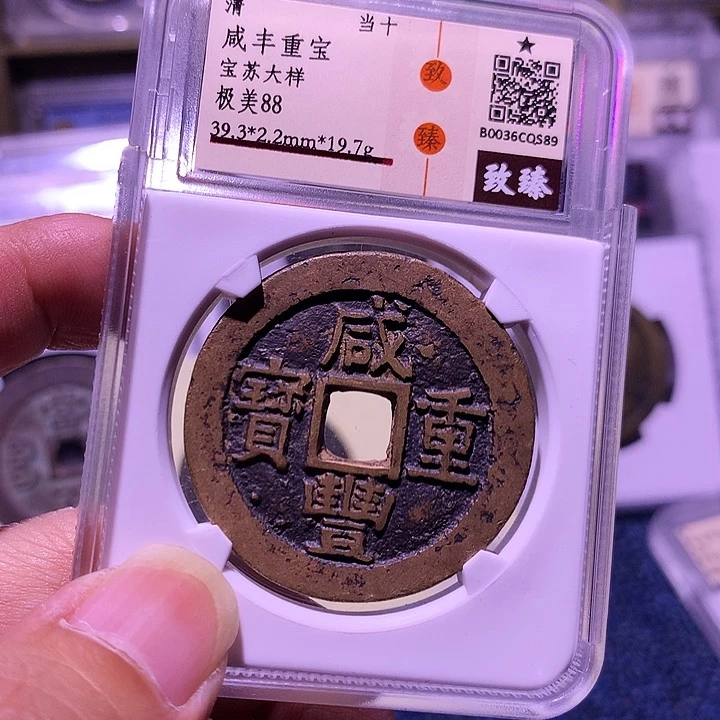 清
当十
咸丰重宝
宝苏大样
极美88
39.3*2.2mm*19.7g
致
臻
B0036CQS89
致臻
咸
豐
重
寶